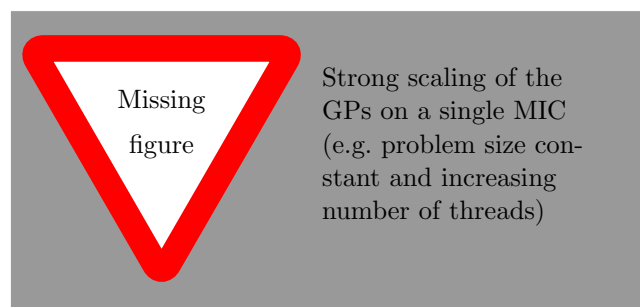 Missing
figure
Strong scaling of the
GPs on a single MIC
(e.g. problem size con-
stant and increasing
number of threads)